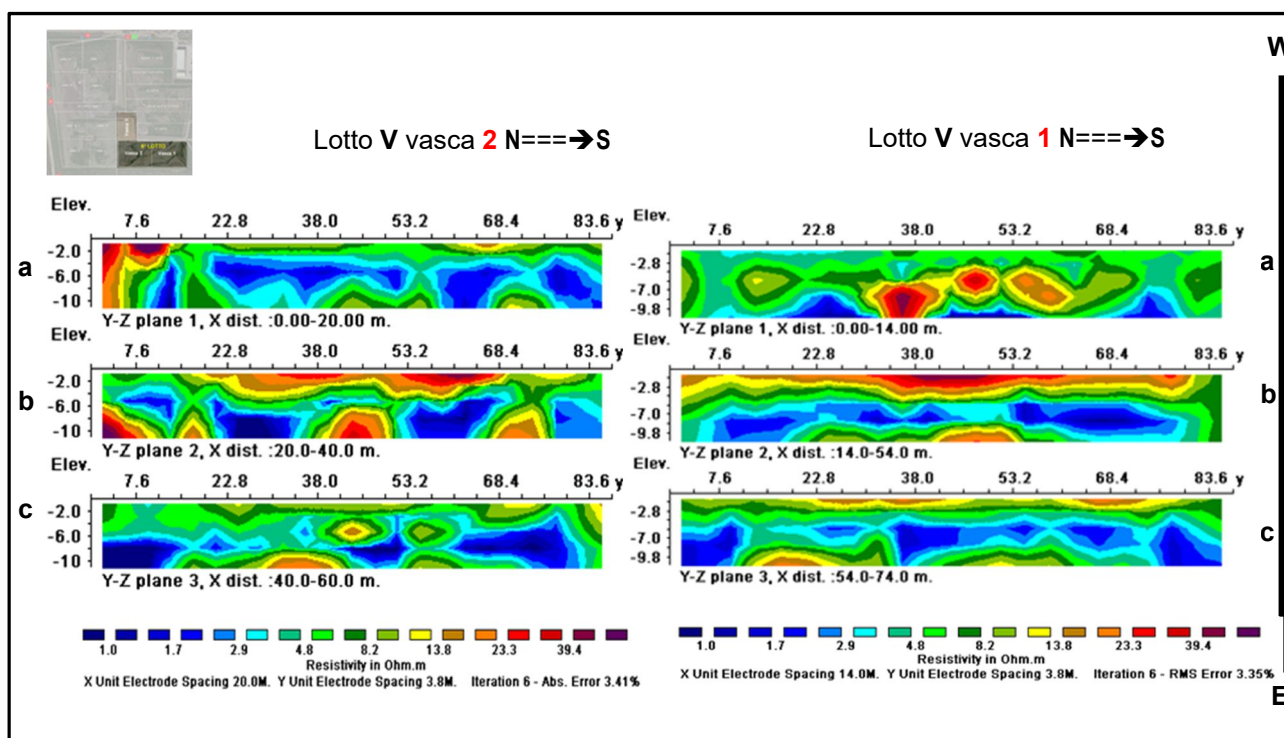 V° LOTTO
Vasca 2 Vasca 1
W
Lotto V vasca 2 N===➔S
Lotto V vasca 1 N===➔S
Elev.
7.6 22.8 38.0 53.2 68.4 83.6 y
-2.0
-6.0
-10
a
Y-Z plane 1, X dist. :0.00-20.00 m.
Elev.
7.6 22.8 38.0 53.2 68.4 83.6 y
-2.0
-6.0
-10
b
Y-Z plane 2, X dist. :20.0-40.0 m.
Elev.
7.6 22.8 38.0 53.2 68.4 83.6 y
-2.0
-6.0
-10
c
Y-Z plane 3, X dist. :40.0-60.0 m.
1.0 1.7 2.9 4.8 8.2 13.8 23.3 39.4
Resistivity in Ohm.m
X Unit Electrode Spacing 20.0M. Y Unit Electrode Spacing 3.8M. Iteration 6 - Abs. Error 3.41%
Elev.
7.6 22.8 38.0 53.2 68.4 83.6 y
-2.8
-7.0
-9.8
a
Y-Z plane 1, X dist. :0.00-14.00 m.
Elev.
7.6 22.8 38.0 53.2 68.4 83.6 y
-2.8
-7.0
-9.8
b
Y-Z plane 2, X dist. :14.0-54.0 m.
Elev.
7.6 22.8 38.0 53.2 68.4 83.6 y
-2.8
-7.0
-9.8
c
Y-Z plane 3, X dist. :54.0-74.0 m.
1.0 1.7 2.9 4.8 8.2 13.8 23.3 39.4
Resistivity in Ohm.m
X Unit Electrode Spacing 14.0M. Y Unit Electrode Spacing 3.8M. Iteration 6 - RMS Error 3.35%
E